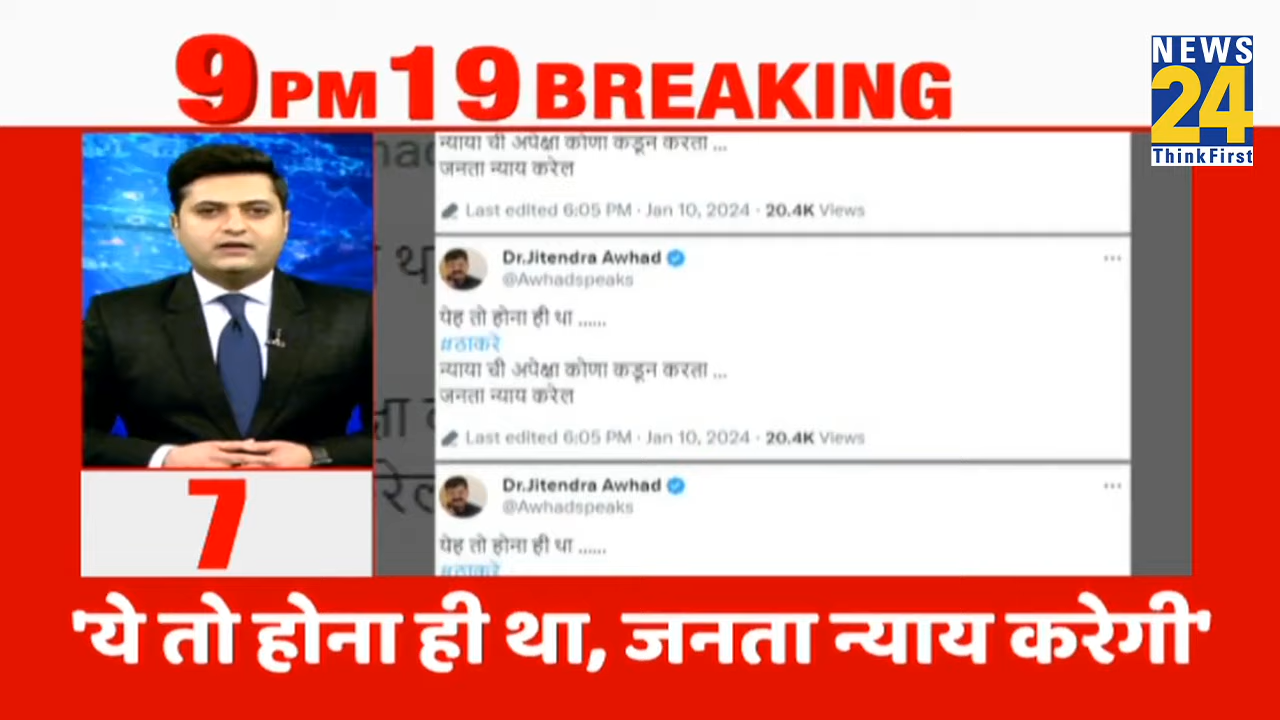 9 PM 19 BREAKING
NEWS
24
ThinkFirst
न्याया ची अपेक्षा कोणा कडून करता ...
जनता न्याय करेल
Last edited 6:05 PM · Jan 10, 2024 · 20.4K Views
Dr.Jitendra Awhad
@Awhadspeaks
येह तो होना ही था ......
#ठाकरे
न्याया ची अपेक्षा कोणा कडून करता ...
जनता न्याय करेल
Last edited 6:05 PM · Jan 10, 2024 · 20.4K Views
Dr.Jitendra Awhad
@Awhadspeaks
येह तो होना ही था ......
#ठाकरे
7
'ये तो होना ही था, जनता न्याय करेगी'